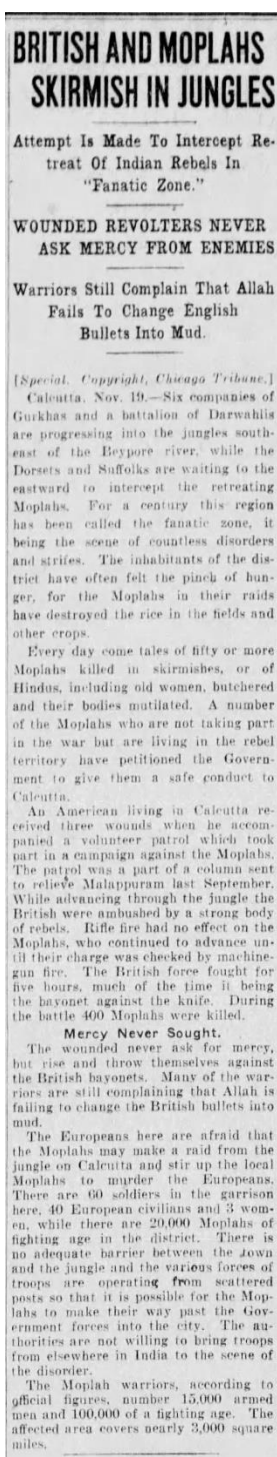 BRITISH AND MOPLAHS
SKIRMISH IN JUNGLES
Attempt Is Made To Intercept Re-
treat Of Indian Rebels In
"Fanatic Zone."
WOUNDED REVOLTERS NEVER
ASK MERCY FROM ENEMIES
Warriors Still Complain That Allah
Fails To Change English
Bullets Into Mud.
[Special. Copyright, Chicago Tribune.]
Calcutta, Nov. 19.—Six companies of
Gurkhas and a battalion of Darwahlis
are progressing into the jungles south-
east of the Beypore river, while the
Dorsets and Suffolks are waiting to the
eastward to intercept the retreating
Moplahs. For a century this region
has been called the fanatic zone, it
being the scene of countless disorders
and strifes. The inhabitants of the dis-
trict have often felt the pinch of hun-
ger, for the Moplahs in their raids
have destroyed the rice in the fields and
other crops.
Every day come tales of fifty or more
Moplahs killed in skirmishes, or of
Hindus, including old women, butchered
and their bodies mutilated. A number
of the Moplahs who are not taking part
in the war but are living in the rebel
territory have petitioned the Govern-
ment to give them a safe conduct to
Calcutta.
An American living in Calcutta re-
ceived three wounds when he accom-
panied a volunteer patrol which took
part in a campaign against the Moplahs.
The patrol was a part of a column sent
to relieve Malappuram last September.
While advancing through the jungle the
British were ambushed by a strong body
of rebels. Rifle fire had no effect on the
Moplahs, who continued to advance un-
til their charge was checked by machine-
gun fire. The British force fought for
five hours, much of the time it being
the bayonet against the knife. During
the battle 400 Moplahs were killed.
Mercy Never Sought.
The wounded never ask for mercy,
but rise and throw themselves against
the British bayonets. Many of the war-
riors are still complaining that Allah is
failing to change the British bullets into
mud.
The Europeans here are afraid that
the Moplahs may make a raid from the
jungle on Calcutta and stir up the local
Moplahs to murder the Europeans.
There are 60 soldiers in the garrison
here, 40 European civilians and 3 wom-
en, while there are 20,000 Moplahs of
fighting age in the district. There is
no adequate barrier between the town
and the jungle and the various forces of
troops are operating from scattered
posts so that it is possible for the Mop-
lahs to make their way past the Gov-
ernment forces into the city. The au-
thorities are not willing to bring troops
from elsewhere in India to the scene of
the disorder.
The Moplah warriors, according to
official figures, number 15,000 armed
men and 100,000 of a fighting age. The
affected area covers nearly 3,000 square
miles.